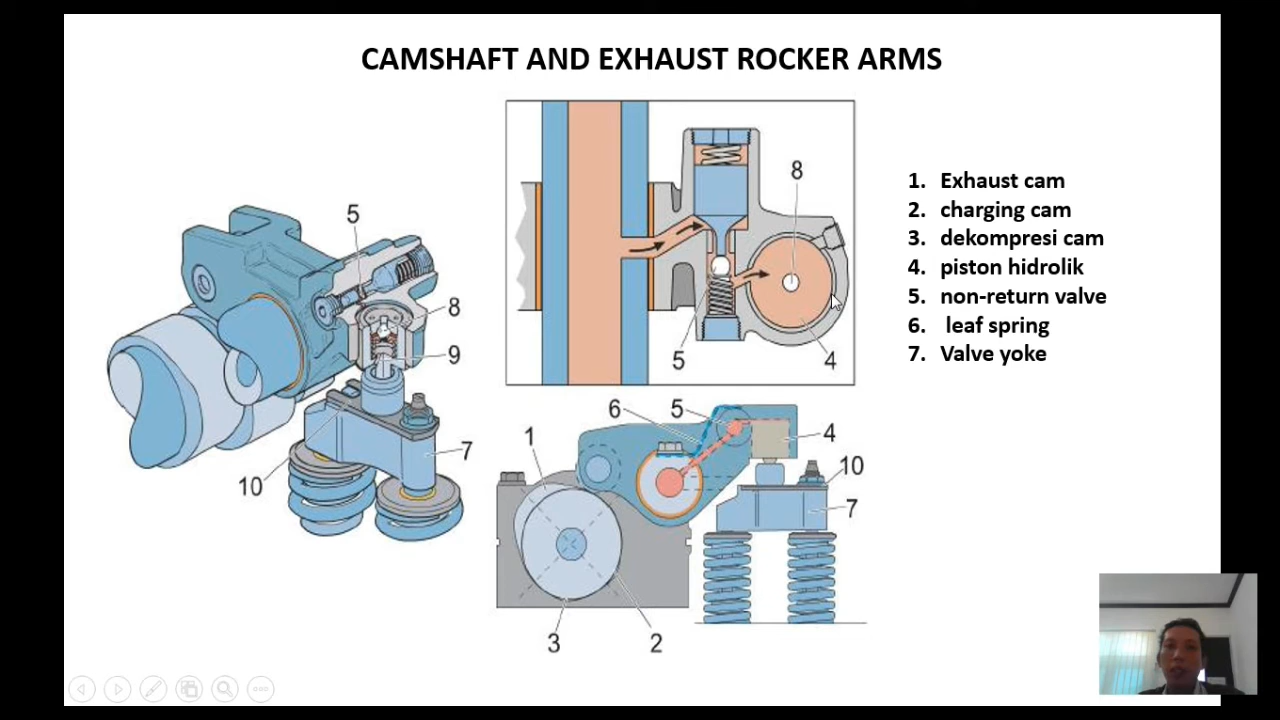 CAMSHAFT AND EXHAUST ROCKER ARMS
8
5
4
5
8
9
7
10
6
5
4
1
10
7
3
2
1. Exhaust cam
2. charging cam
3. dekompresi cam
4. piston hidrolik
5. non-return valve
6. leaf spring
7. Valve yoke